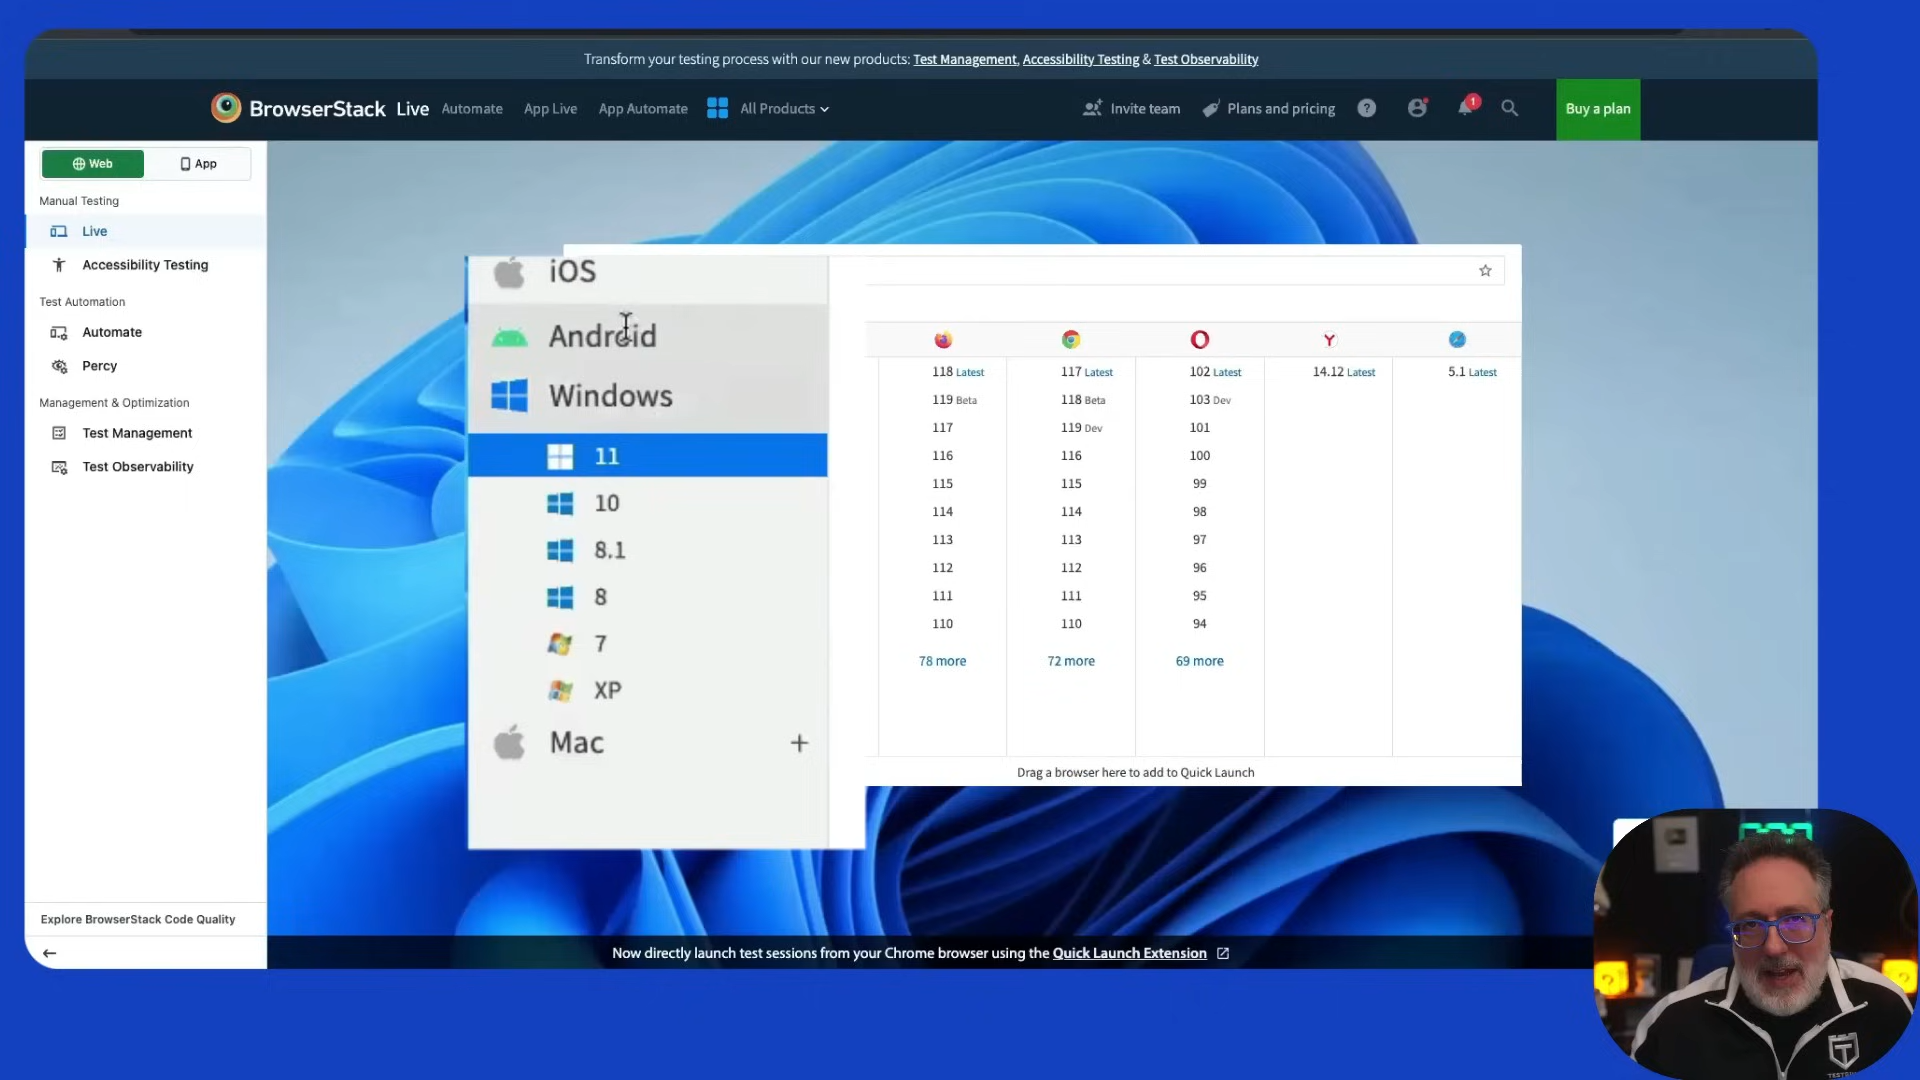 Transform your testing process with our new products: Test Management, Accessibility Testing & Test Observability
BrowserStack Live Automate App Live App Automate All Products Invite team Plans and pricing ? 1 Buy a plan
Web App
Manual Testing
Live
Accessibility Testing
Test Automation
Automate
Percy
Management & Optimization
Test Management
Test Observability
Explore BrowserStack Code Quality
iOS
Android
Windows
11
10
8.1
8
7
XP
Mac +
118 Latest 117 Latest 102 Latest 14.12 Latest 5.1 Latest
119 Beta 118 Beta 103 Dev
117 119 Dev 101
116 116 100
115 115 99
114 114 98
113 113 97
112 112 96
111 111 95
110 110 94
78 more 72 more 69 more
Drag a browser here to add to Quick Launch
Now directly launch test sessions from your Chrome browser using the Quick Launch Extension